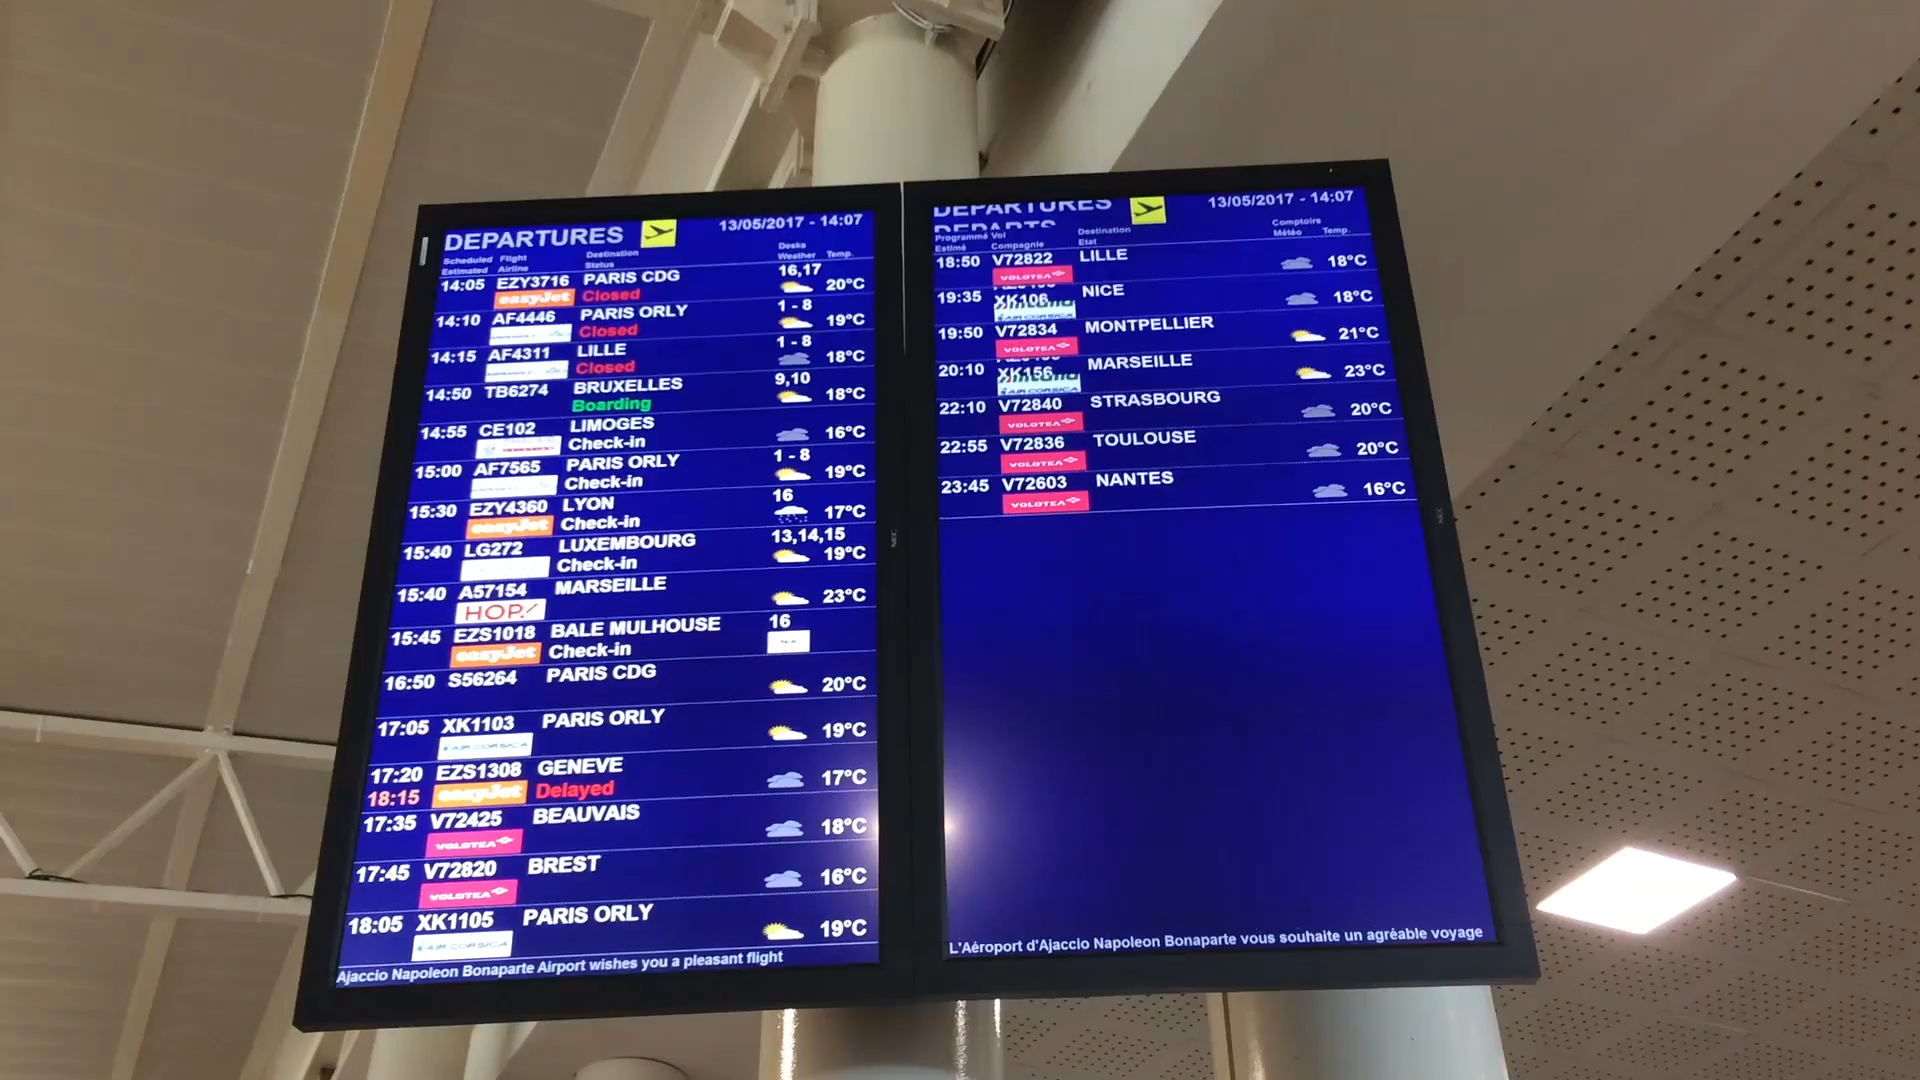 DEPARTURES 13/05/2017 - 14:07
Scheduled Flight Destination Desks
Estimated Airline Status Weather Temp.
14:05 EZY3716 PARIS CDG 16,17 20°C
easyJet Closed
14:10 AF4446 PARIS ORLY 1 - 8 19°C
Closed
14:15 AF4311 LILLE 1 - 8 18°C
Closed
14:50 TB6274 BRUXELLES 9,10 18°C
Boarding
14:55 CE102 LIMOGES 16°C
Check-in
15:00 AF7565 PARIS ORLY 1 - 8 19°C
Check-in
15:30 EZY4360 LYON 16 17°C
easyJet Check-in
15:40 LG272 LUXEMBOURG 13,14,15 19°C
Check-in
15:40 A57154 MARSEILLE 23°C
HOP!
15:45 EZS1018 BALE MULHOUSE 16
easyJet Check-in N/A
16:50 S56264 PARIS CDG 20°C
17:05 XK1103 PARIS ORLY 19°C
AIR CORSICA
17:20 EZS1308 GENEVE 17°C
18:15 easyJet Delayed
17:35 V72425 BEAUVAIS 18°C
VOLOTEA
17:45 V72820 BREST 16°C
VOLOTEA
18:05 XK1105 PARIS ORLY 19°C
AIR CORSICA
Ajaccio Napoleon Bonaparte Airport wishes you a pleasant flight
NEC
DEPARTURES 13/05/2017 - 14:07
DEPARTS
Programmé Vol Destination Comptoirs
Estimé Compagnie Etat Météo Temp.
18:50 V72822 LILLE 18°C
VOLOTEA
19:35 XK106 NICE 18°C
AIR CORSICA
19:50 V72834 MONTPELLIER 21°C
VOLOTEA
20:10 XK156 MARSEILLE 23°C
AIR CORSICA
22:10 V72840 STRASBOURG 20°C
VOLOTEA
22:55 V72836 TOULOUSE 20°C
VOLOTEA
23:45 V72603 NANTES 16°C
VOLOTEA
L'Aéroport d'Ajaccio Napoleon Bonaparte vous souhaite un agréable voyage
NEC